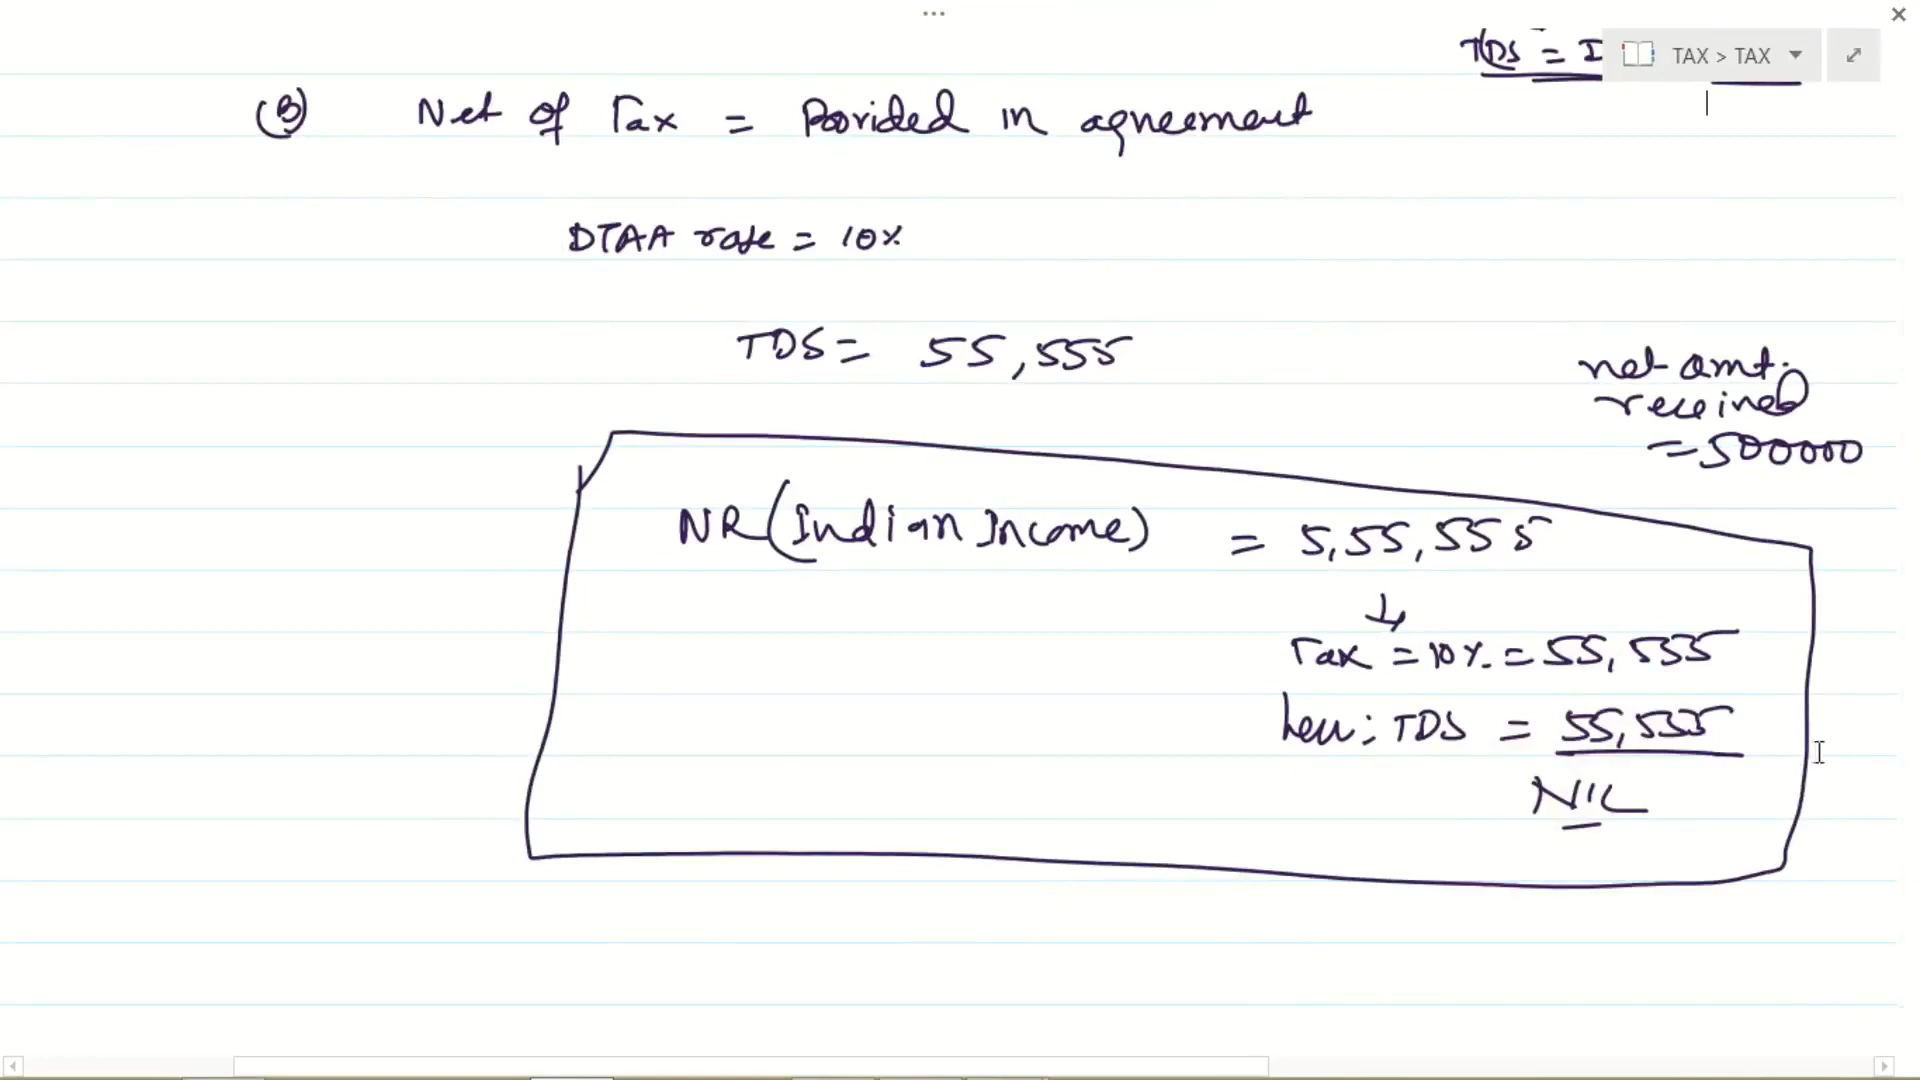 TDS = I
TAX > TAX
(B) Net of Tax = Provided in agreement
DTAA rate = 10%
TDS = 55,555
net amt.
received
= 500000
NR (Indian Income) = 5,55,555
Tax = 10% = 55,555
Less: TDS = 55,555
NIL